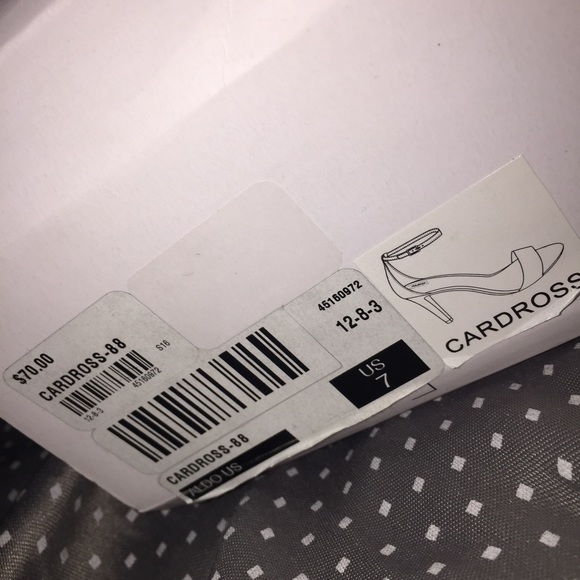 $70.00
CARDROSS-88
S16
12-8-3
45160972
45160972
12-8-3
US
7
CARDROSS-88
ALDO US
CARDROSS